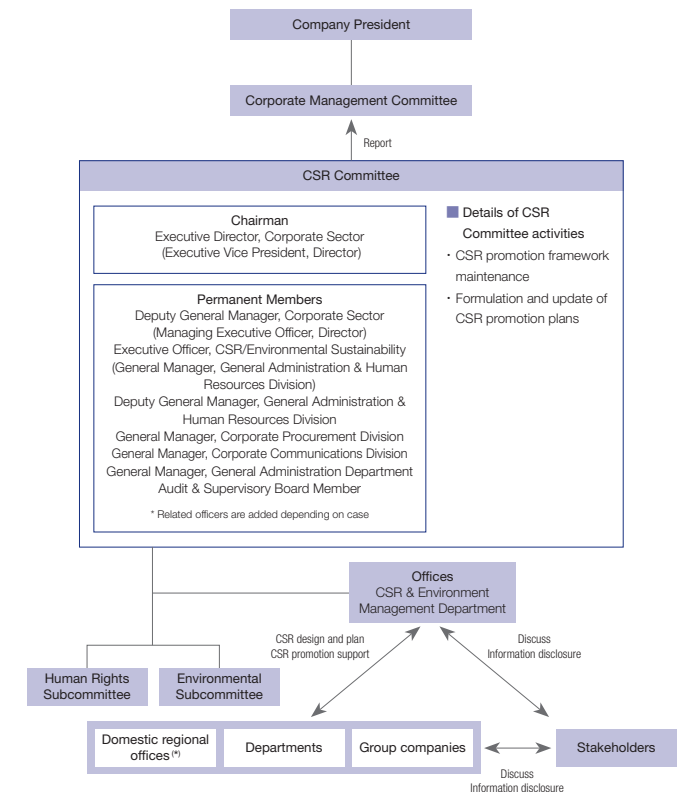 Company President
Corporate Management Committee
Report
CSR Committee
Chairman
Executive Director, Corporate Sector
(Executive Vice President, Director)
Permanent Members
Deputy General Manager, Corporate Sector
(Managing Executive Officer, Director)
Executive Officer, CSR/Environmental Sustainability
(General Manager, General Administration & Human
Resources Division)
Deputy General Manager, General Administration &
Human Resources Division
General Manager, Corporate Procurement Division
General Manager, Corporate Communications Division
General Manager, General Administration Department
Audit & Supervisory Board Member
* Related officers are added depending on case
Details of CSR
Committee activities
・CSR promotion framework
maintenance
・Formulation and update of
CSR promotion plans
Offices
CSR & Environment
Management Department
CSR design and plan
CSR promotion support
Discuss
Information disclosure
Human Rights
Subcommittee
Environmental
Subcommittee
Domestic regional
offices (*)
Departments
Group companies
Stakeholders
Discuss
Information disclosure